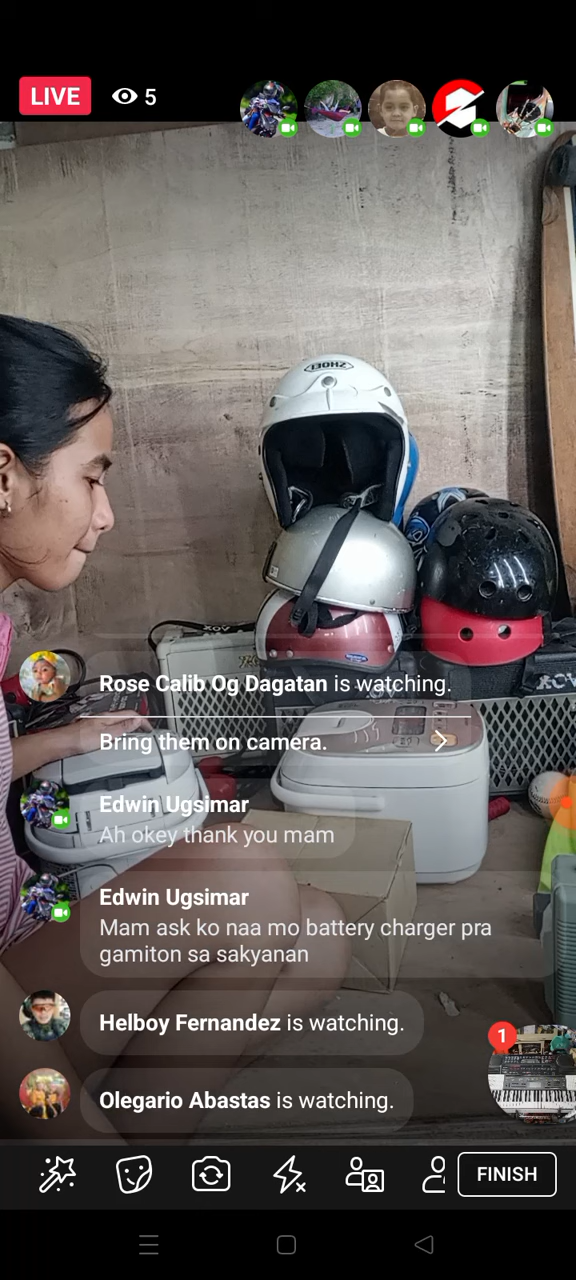 LIVE
5
SHOEI
Rose Calib Og Dagatan is watching.
Bring them on camera.
Edwin Ugsimar
Ah okey thank you mam
Edwin Ugsimar
Mam ask ko naa mo battery charger pra
gamiton sa sakyanan
Helboy Fernandez is watching.
1
Olegario Abastas is watching.
FINISH